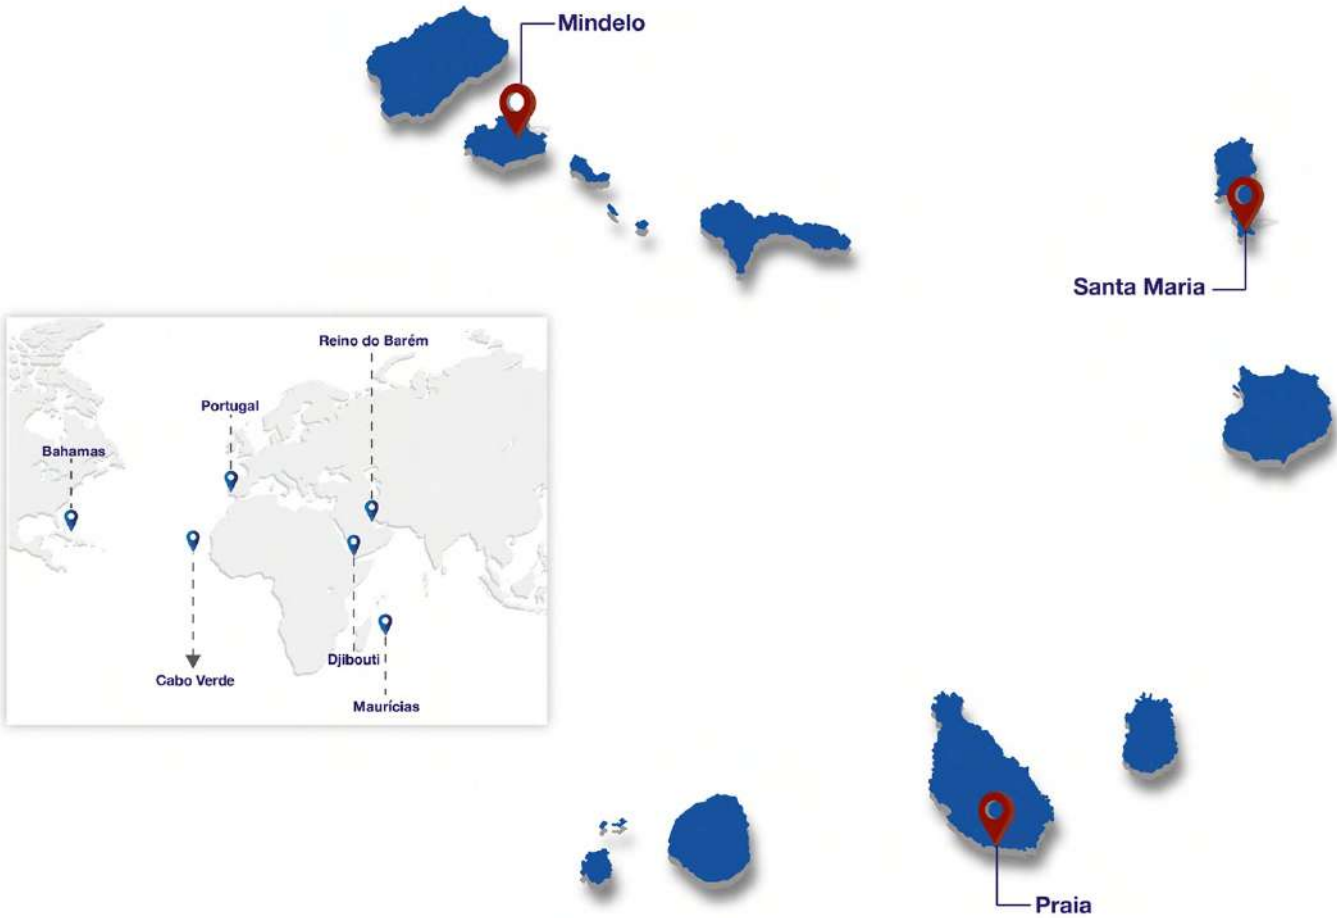 Mindelo
Santa Maria
Reino do Barém
Portugal
Bahamas
Djibouti
Cabo Verde
Maurícias
Praia